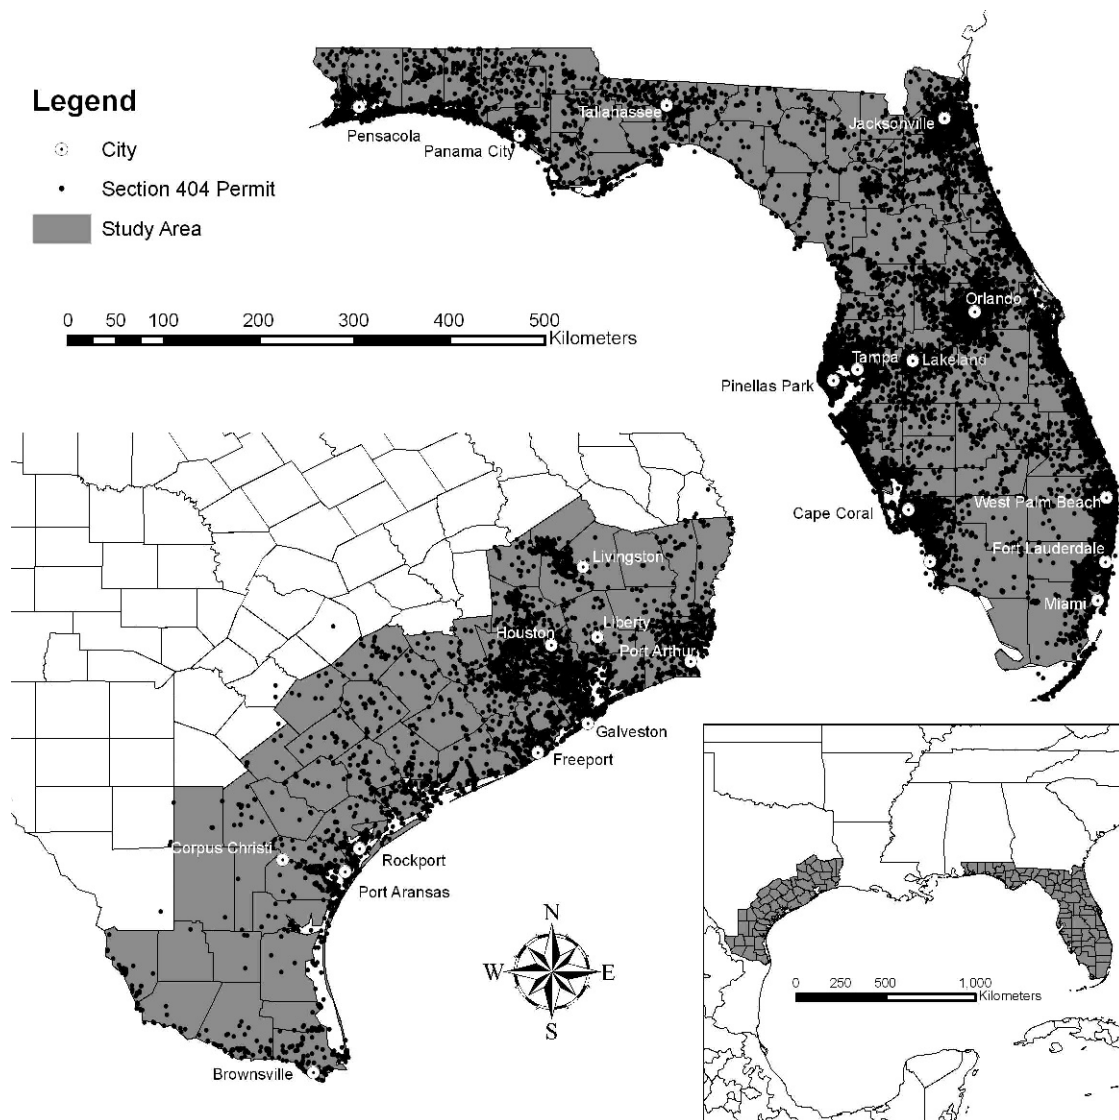 Legend
City
Section 404 Permit
Study Area
0 50 100 200 300 400 500
Kilometers
Pensacola
Panama City
Tallahassee
Jacksonville
Orlando
Tampa
Lakeland
Pinellas Park
Cape Coral
West Palm Beach
Fort Lauderdale
Miami
Livingston
Liberty
Houston
Port Arthur
Galveston
Freeport
Corpus Christi
Rockport
Port Aransas
Brownsville
N
W E
S
0 250 500 1,000
Kilometers